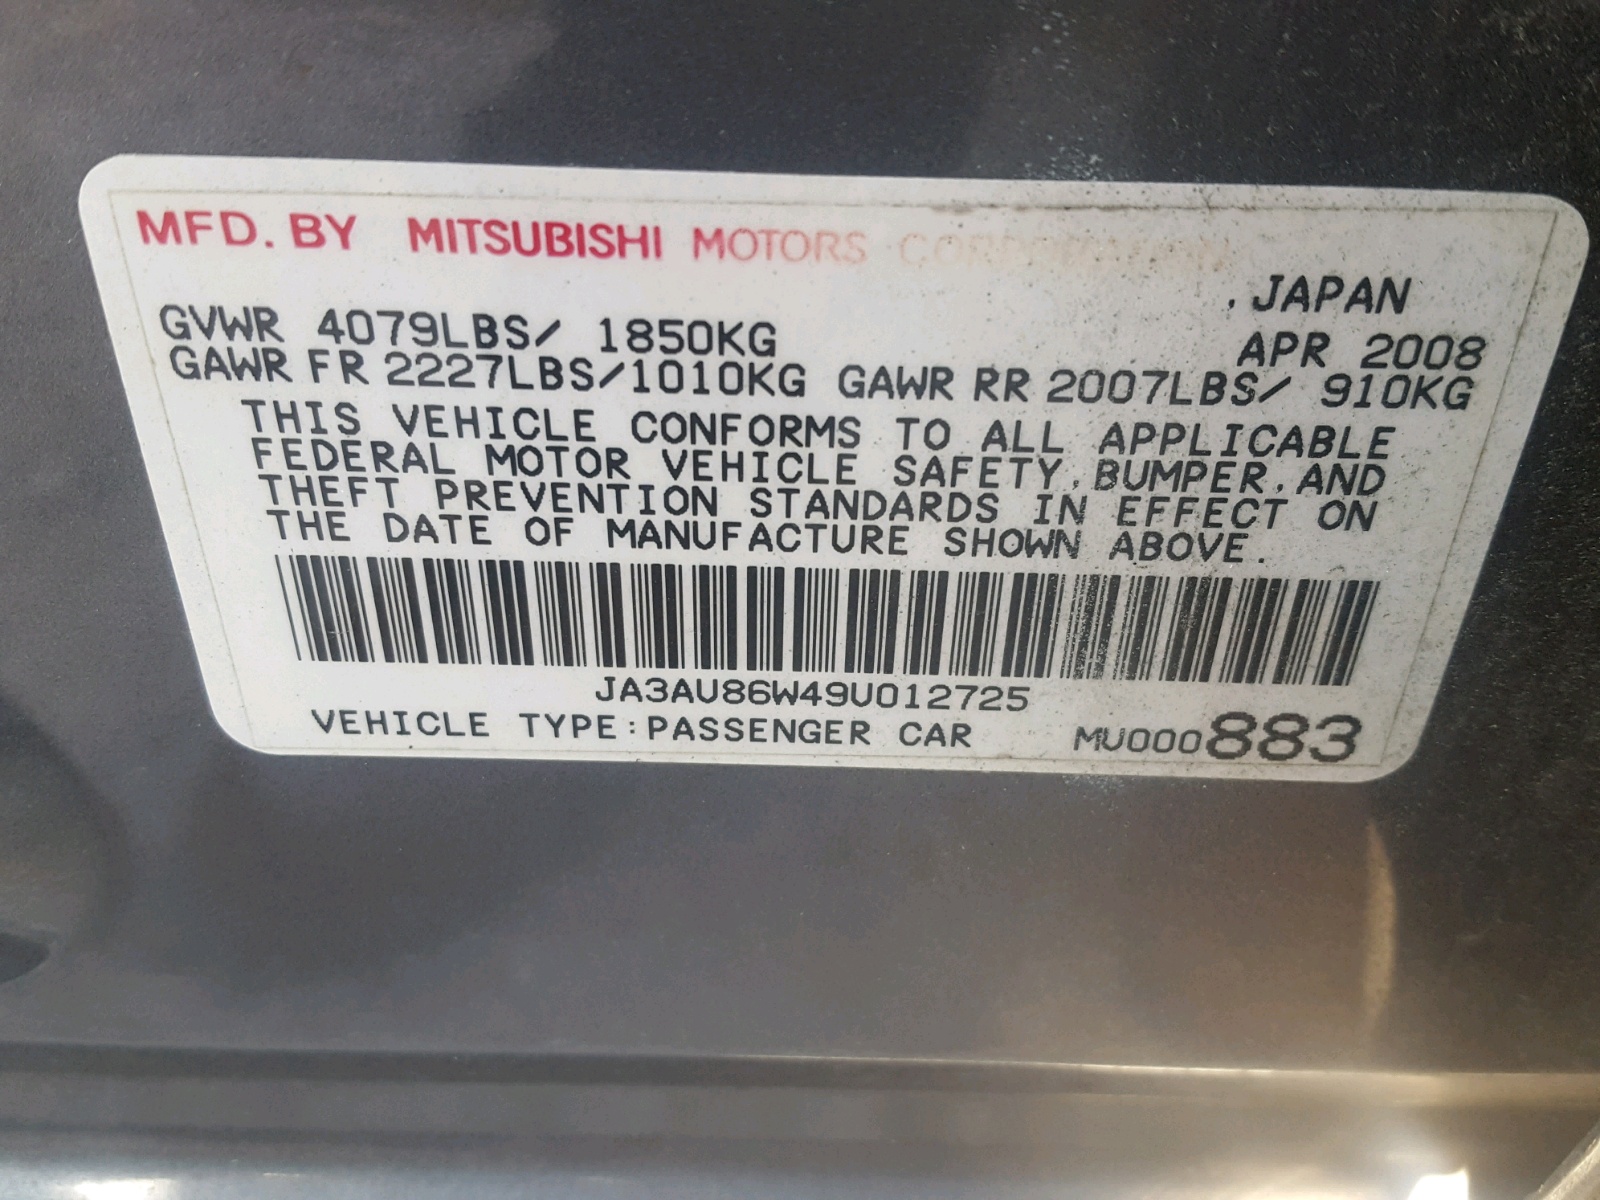 MFD. BY MITSUBISHI MOTORS CORPORATION
, JAPAN
GVWR 4079LBS/ 1850KG APR 2008
GAWR FR 2227LBS/1010KG GAWR RR 2007LBS/ 910KG
THIS VEHICLE CONFORMS TO ALL APPLICABLE
FEDERAL MOTOR VEHICLE SAFETY, BUMPER, AND
THEFT PREVENTION STANDARDS IN EFFECT ON
THE DATE OF MANUFACTURE SHOWN ABOVE.
JA3AU86W49U012725
VEHICLE TYPE:PASSENGER CAR MU000883